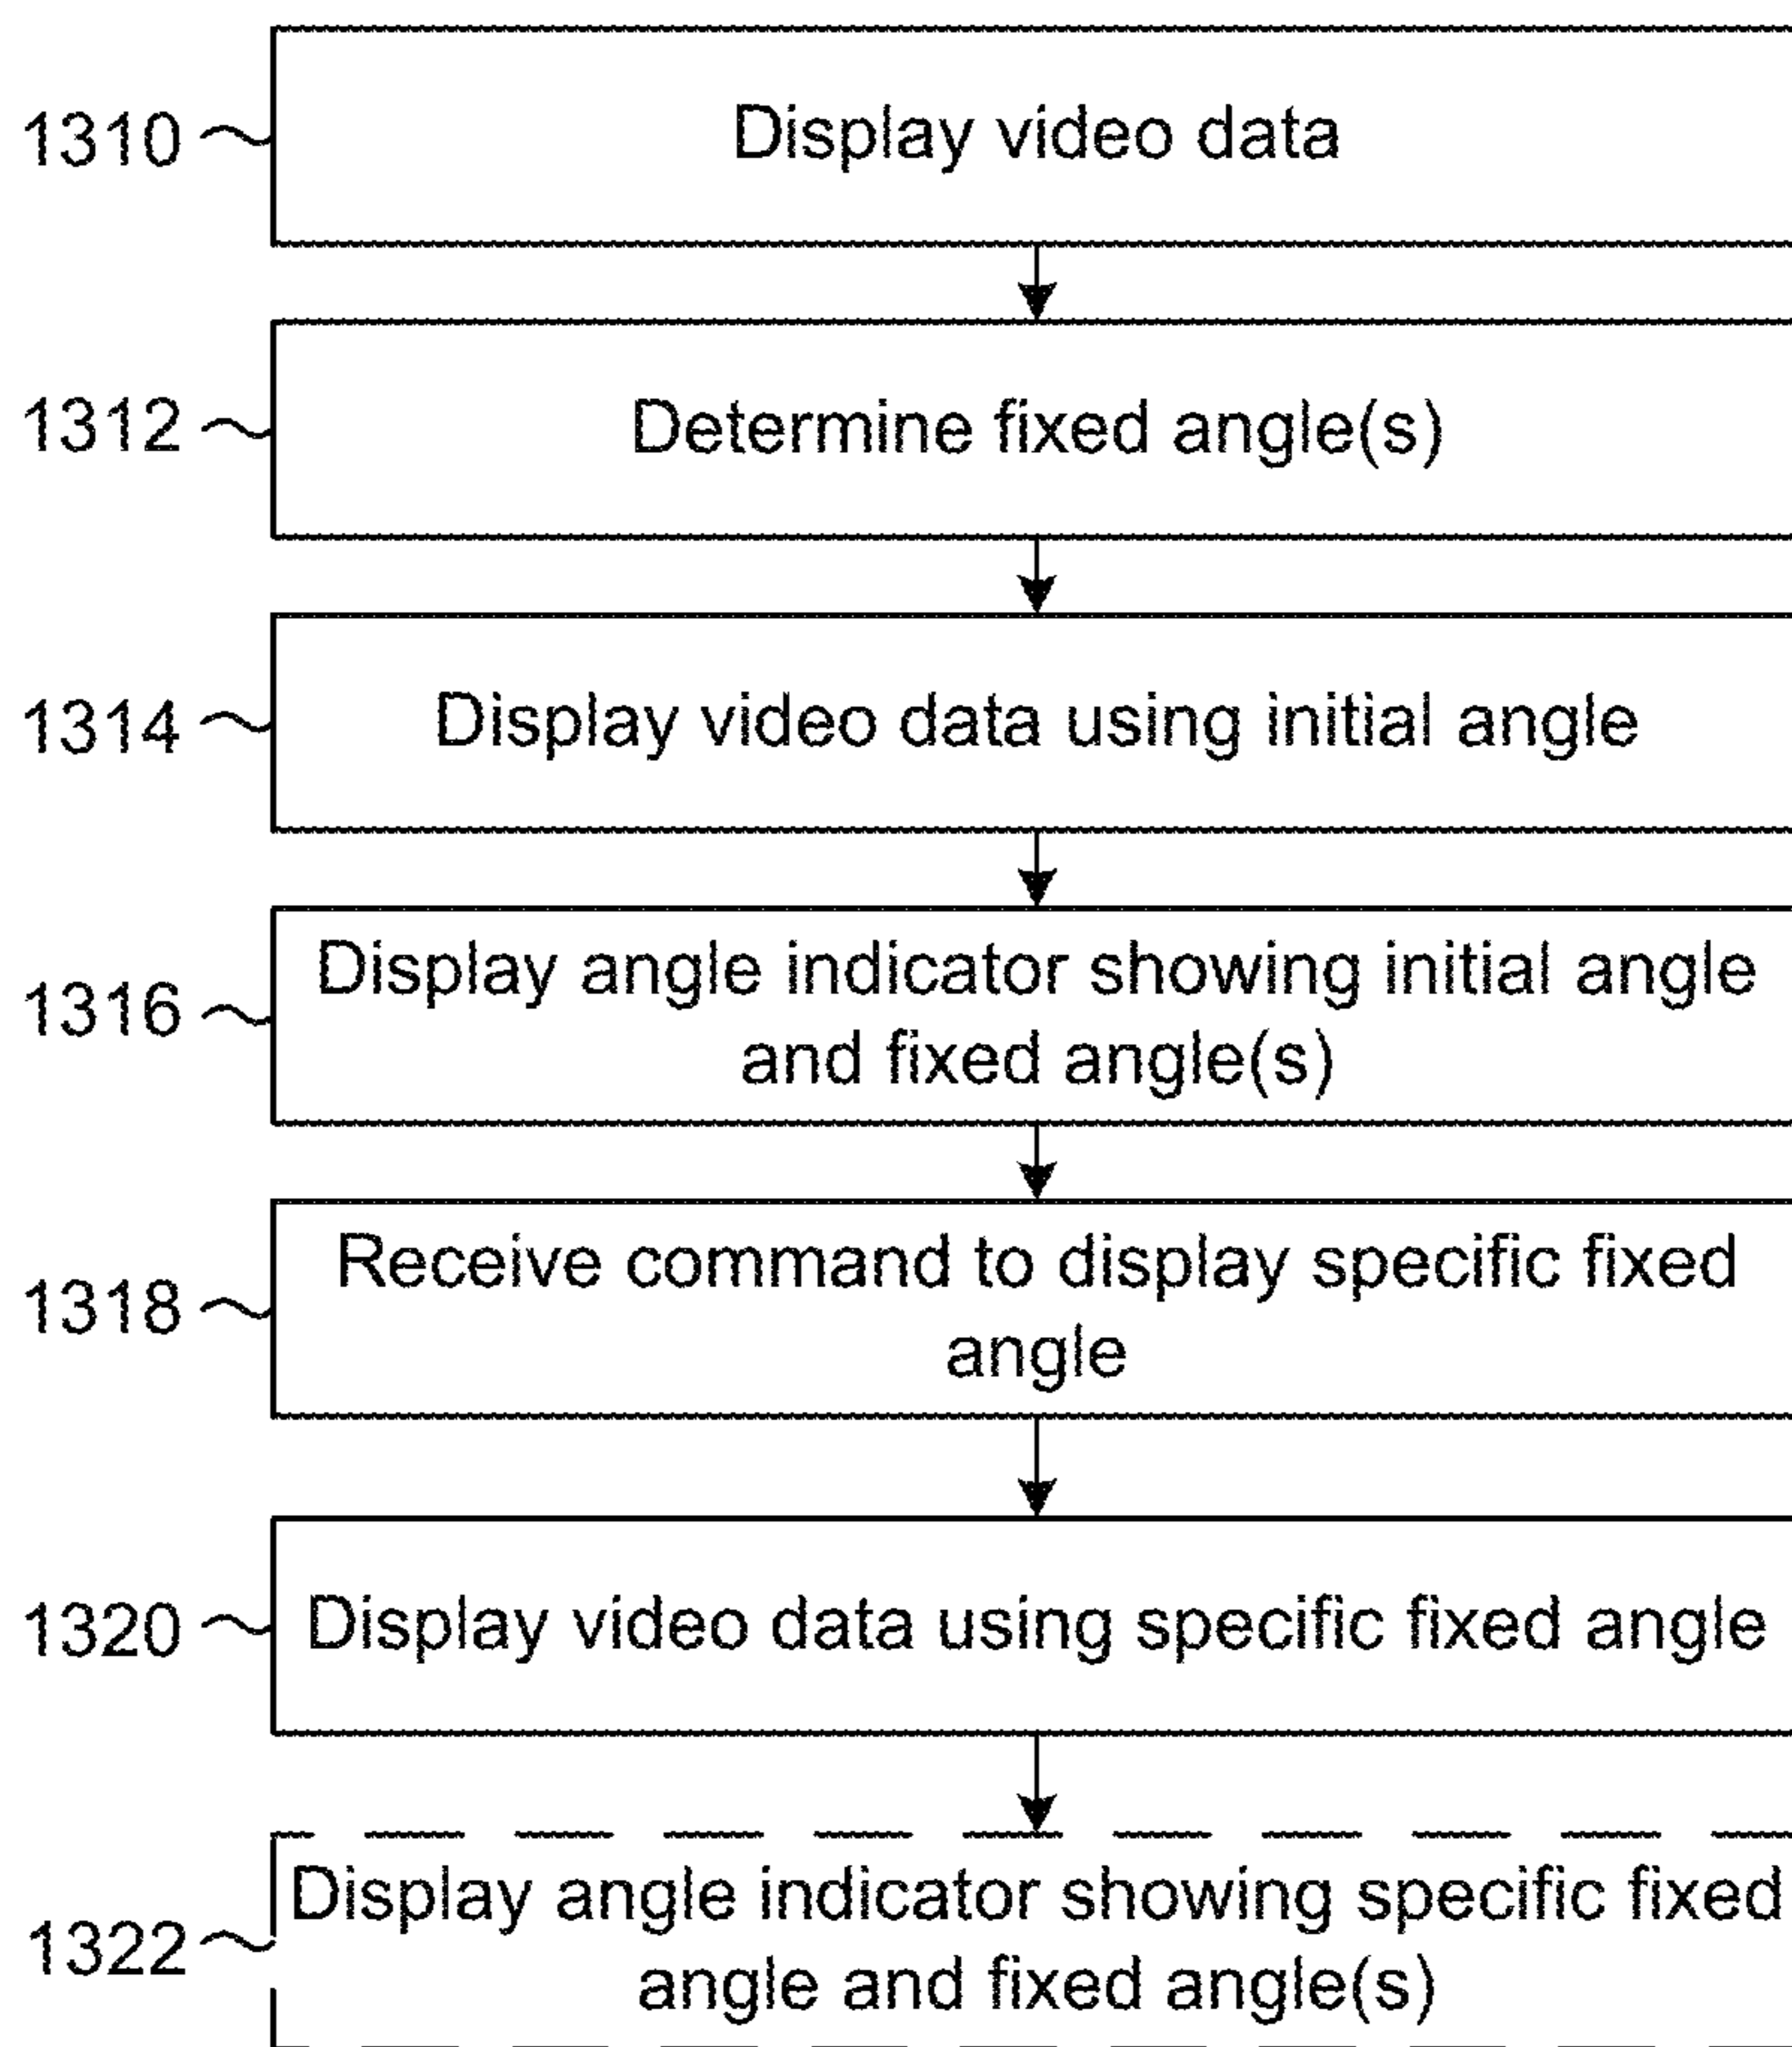 1310
Display video data
1312
Determine fixed angle(s)
1314
Display video data using initial angle
1316
Display angle indicator showing initial angle
and fixed angle(s)
1318
Receive command to display specific fixed
angle
1320
Display video data using specific fixed angle
1322
Display angle indicator showing specific fixed
angle and fixed angle(s)